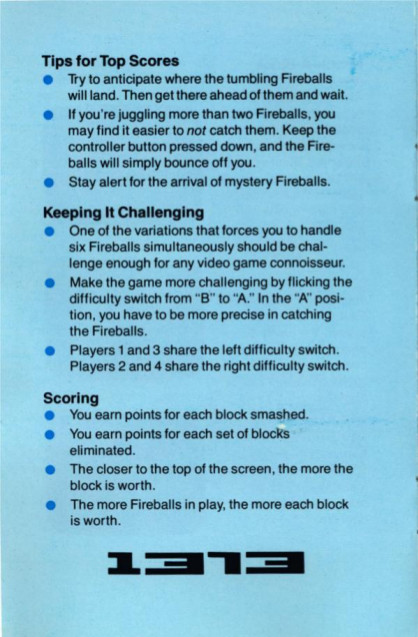 Tips for Top Scores
• Try to anticipate where the tumbling Fireballs
will land. Then get there ahead of them and wait.
• If you're juggling more than two Fireballs, you
may find it easier to not catch them. Keep the
controller button pressed down, and the Fire-
balls will simply bounce off you.
• Stay alert for the arrival of mystery Fireballs.
Keeping It Challenging
• One of the variations that forces you to handle
six Fireballs simultaneously should be chal-
lenge enough for any video game connoisseur.
• Make the game more challenging by flicking the
difficulty switch from "B" to "A." In the "A" posi-
tion, you have to be more precise in catching
the Fireballs.
• Players 1 and 3 share the left difficulty switch.
Players 2 and 4 share the right difficulty switch.
Scoring
• You earn points for each block smashed.
• You earn points for each set of blocks
eliminated.
• The closer to the top of the screen, the more the
block is worth.
• The more Fireballs in play, the more each block
is worth.
1373